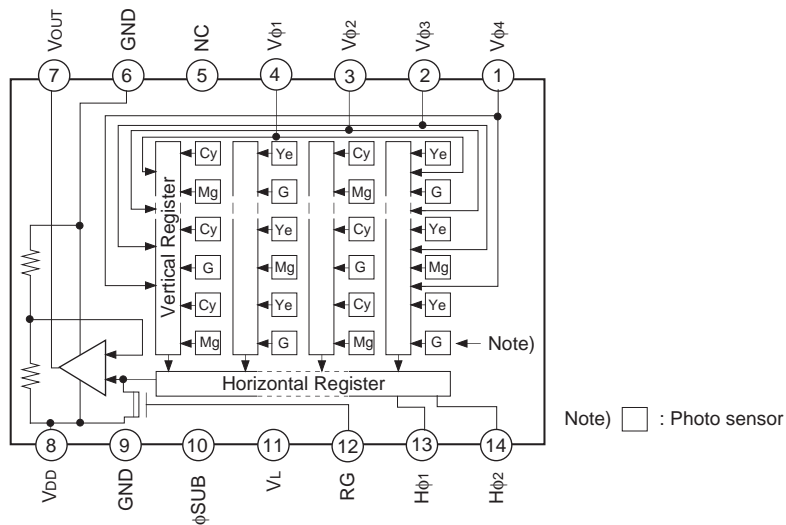 VOUT GND NC Vϕ1 Vϕ2 Vϕ3 Vϕ4
7 6 5 4 3 2 1
Cy Ye Cy Ye
Mg G Mg G
Cy Ye Cy Ye
G Mg G Mg
Cy Ye Cy Ye
Mg G Mg G
Vertical Register
Note)
Horizontal Register
Note) : Photo sensor
8 9 10 11 12 13 14
VDD GND ϕSUB VL RG Hϕ1 Hϕ2